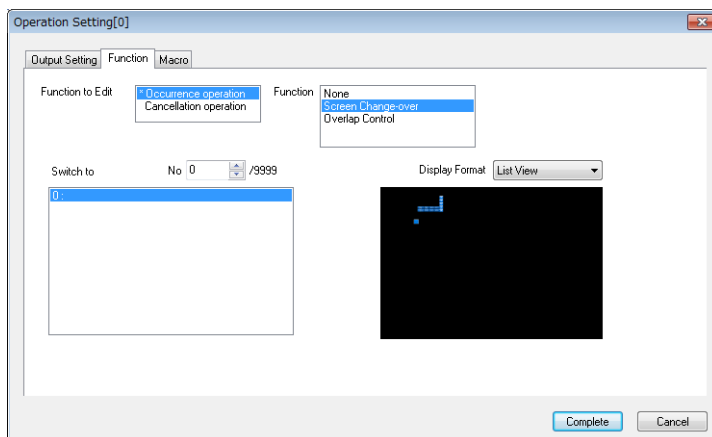 Operation Setting[0]
Output Setting Function Macro
Function to Edit * Occurrence operation Function None
Cancellation operation Screen Change-over
Overlap Control
Switch to No 0 /9999 Display Format List View
0 :
Complete Cancel